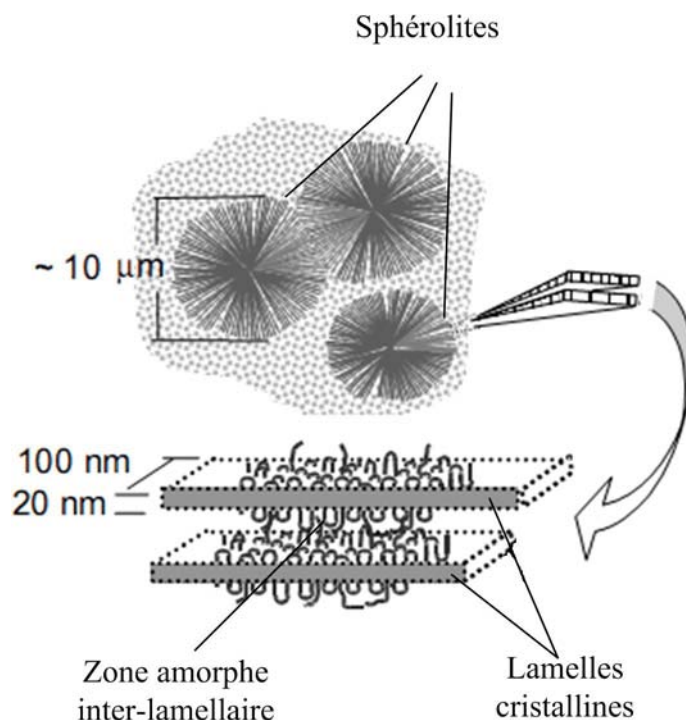 Sphérolites
~ 10 µm
100 nm
20 nm
Zone amorphe
inter-lamellaire
Lamelles
cristallines